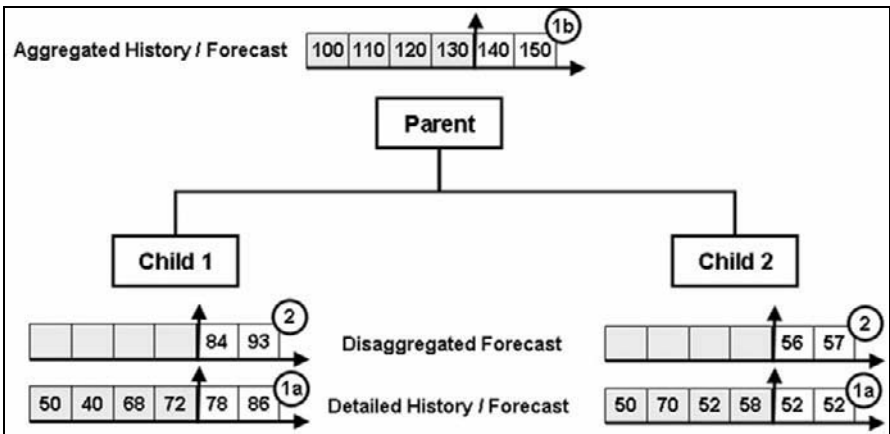 1b
Aggregated History / Forecast 100 110 120 130 140 150
Parent
Child 1 Child 2
2 2
84 93 Disaggregated Forecast 56 57
1a 1a
50 40 68 72 78 86 Detailed History / Forecast 50 70 52 58 52 52